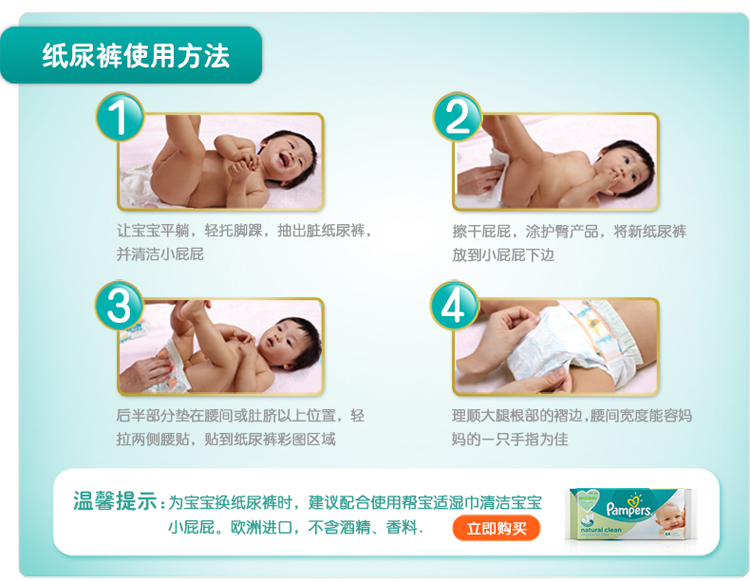 纸尿裤使用方法
1
让宝宝平躺，轻托脚踝，抽出脏纸尿裤，
并清洁小屁屁
2
擦干屁屁，涂护臀产品，将新纸尿裤
放到小屁屁下边
3
后半部分垫在腰间或肚脐以上位置，轻
拉两侧腰贴，贴到纸尿裤彩图区域
4
理顺大腿根部的褶边,腰间宽度能容妈
妈的一只手指为佳
温馨提示:为宝宝换纸尿裤时，建议配合使用帮宝适湿巾清洁宝宝
小屁屁。欧洲进口，不含酒精、香料.
立即购买
Pampers
natural clean
64